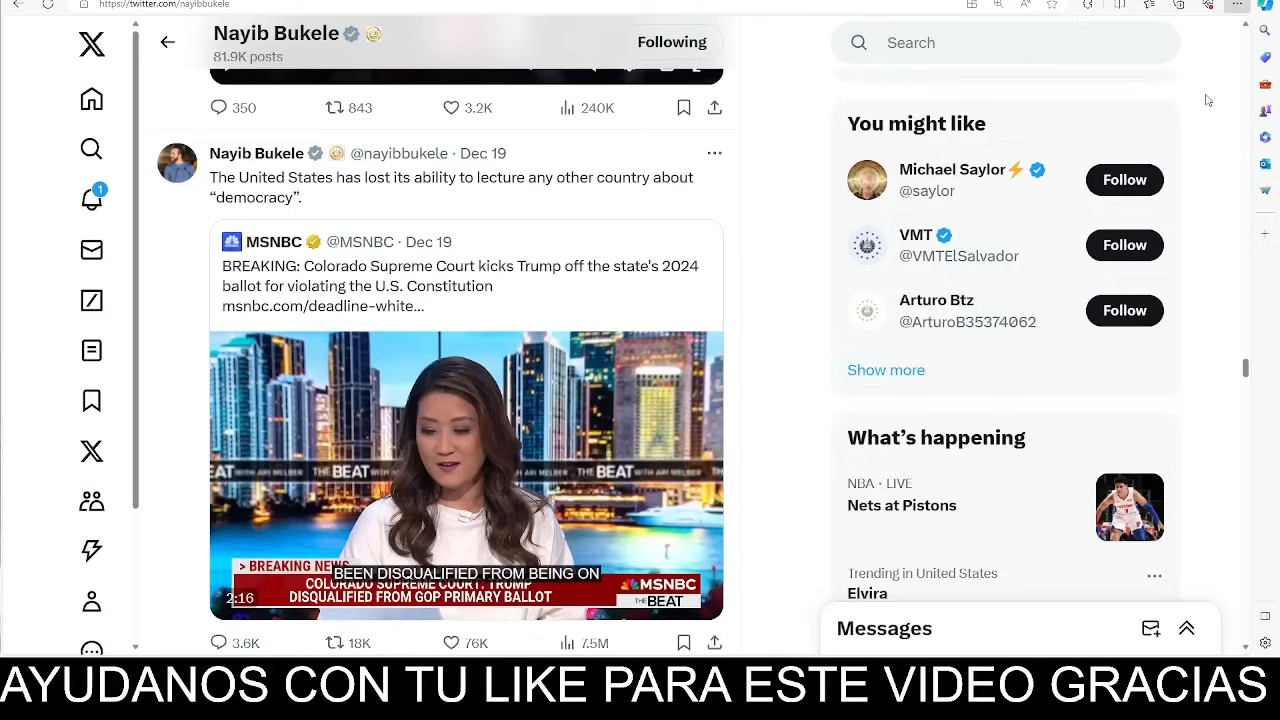 https://twitter.com/nayibbukele
Nayib Bukele
81.9K posts
Following
Search
350 843 3.2K 240K
Nayib Bukele @nayibbukele · Dec 19
The United States has lost its ability to lecture any other country about
“democracy”.
MSNBC @MSNBC · Dec 19
BREAKING: Colorado Supreme Court kicks Trump off the state's 2024
ballot for violating the U.S. Constitution
msnbc.com/deadline-white...
THE BEAT WITH ARI MELBER
> BREAKING NEWS
BEEN DISQUALIFIED FROM BEING ON
COLORADO SUPREME COURT: TRUMP
DISQUALIFIED FROM GOP PRIMARY BALLOT
MSNBC
THE BEAT
2:16
3.6K 18K 76K 7.5M
1
You might like
Michael Saylor⚡
@saylor
Follow
VMT
@VMTElSalvador
Follow
Arturo Btz
@ArturoB35374062
Follow
Show more
What’s happening
NBA · LIVE
Nets at Pistons
Trending in United States
Elvira
Messages
AYUDANOS CON TU LIKE PARA ESTE VIDEO GRACIAS